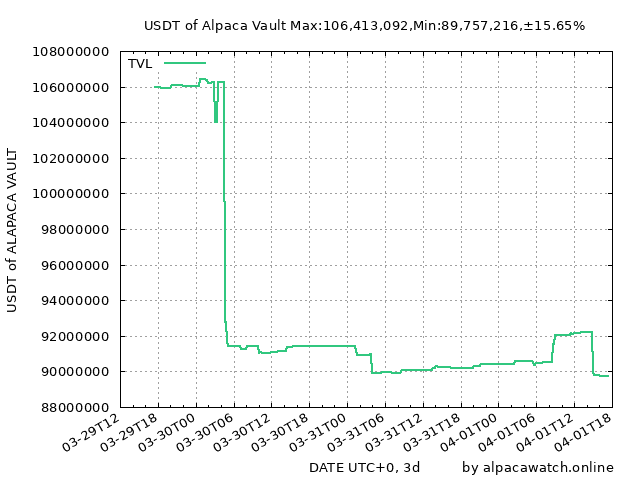 USDT of Alpaca Vault Max:106,413,092,Min:89,757,216,±15.65%
TVL
108000000
106000000
104000000
102000000
100000000
98000000
96000000
94000000
92000000
90000000
88000000
USDT of ALAPACA VAULT
03-29T12
03-29T18
03-30T00
03-30T06
03-30T12
03-30T18
03-31T00
03-31T06
03-31T12
03-31T18
04-01T00
04-01T06
04-01T12
04-01T18
DATE UTC+0, 3d
by alpacawatch.online